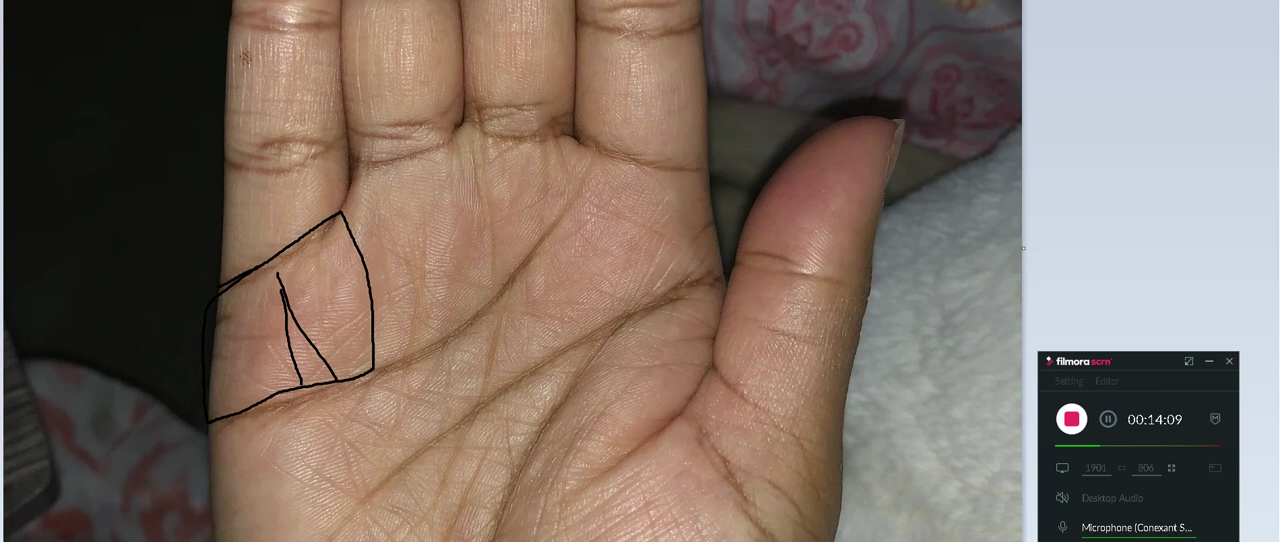 filmora scrn
Setting Editor
00:14:09
1901 806
Desktop Audio
Microphone (Conexant S...